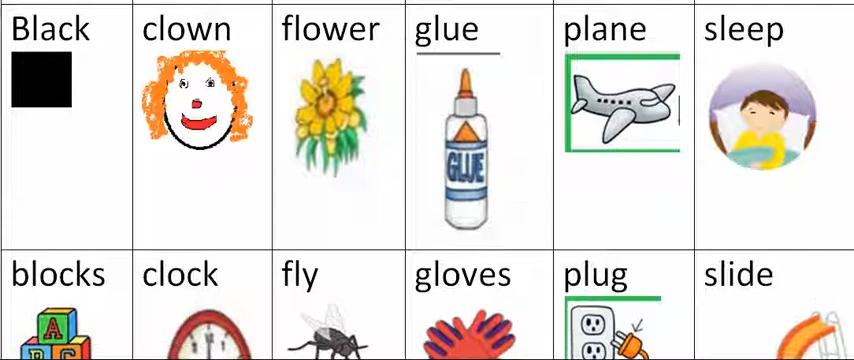 Black clown flower glue plane sleep
GLUE
blocks clock fly gloves plug slide
A
B C